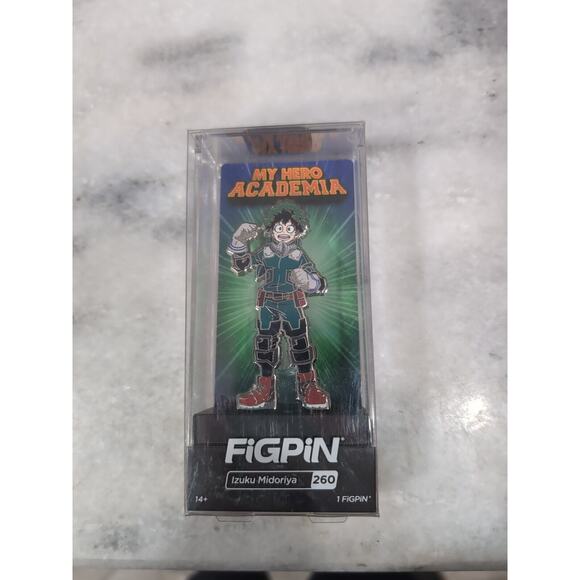 MY HERO
ACADEMIA
FiGPiN®
Izuku Midoriya 260
14+ 1 FiGPiN®